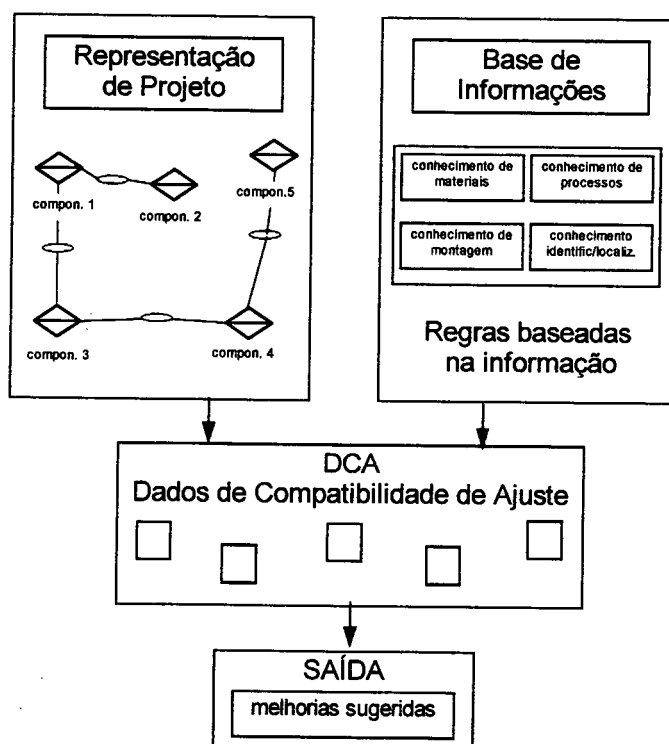 Representação
de Projeto
compon. 1
compon. 2
compon.5
compon. 3
compon. 4
Base de
Informações
conhecimento de
materiais
conhecimento de
processos
conhecimento de
montagem
conhecimento
identific/localiz.
Regras baseadas
na informação
DCA
Dados de Compatibilidade de Ajuste
SAÍDA
melhorias sugeridas